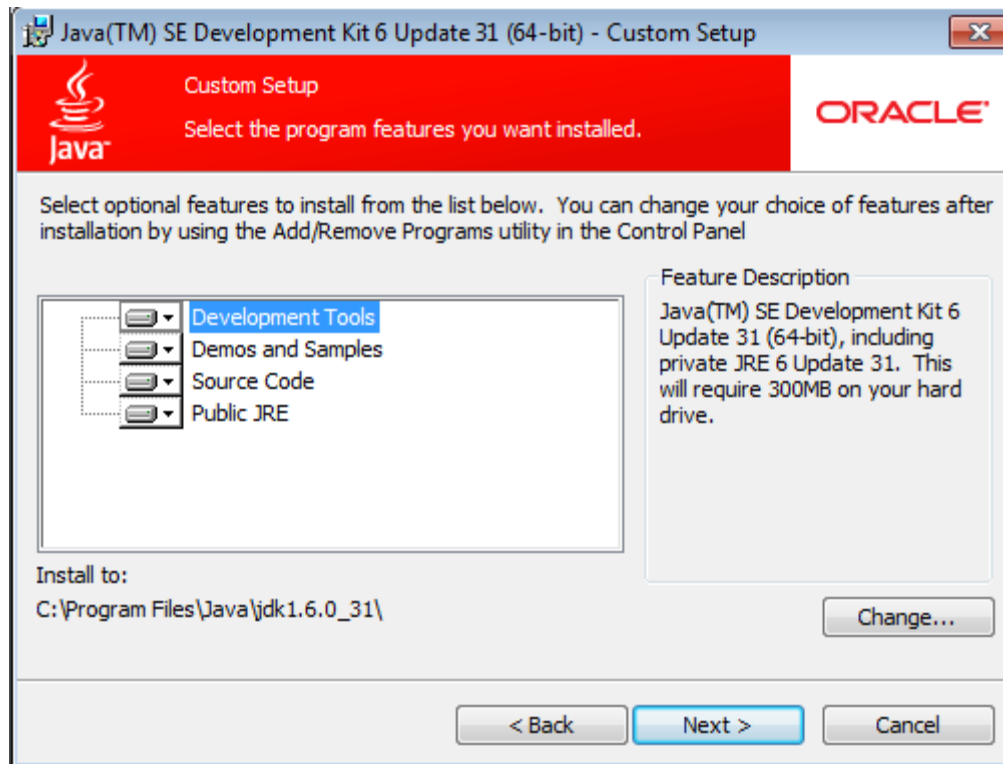 Java(TM) SE Development Kit 6 Update 31 (64-bit) - Custom Setup
Custom Setup
Select the program features you want installed.
Java™
ORACLE®
Select optional features to install from the list below.  You can change your choice of features after
installation by using the Add/Remove Programs utility in the Control Panel
Development Tools
Demos and Samples
Source Code
Public JRE
Feature Description
Java(TM) SE Development Kit 6
Update 31 (64-bit), including
private JRE 6 Update 31.  This
will require 300MB on your hard
drive.
Install to:
C:\Program Files\Java\jdk1.6.0_31\
Change...
< Back
Next >
Cancel